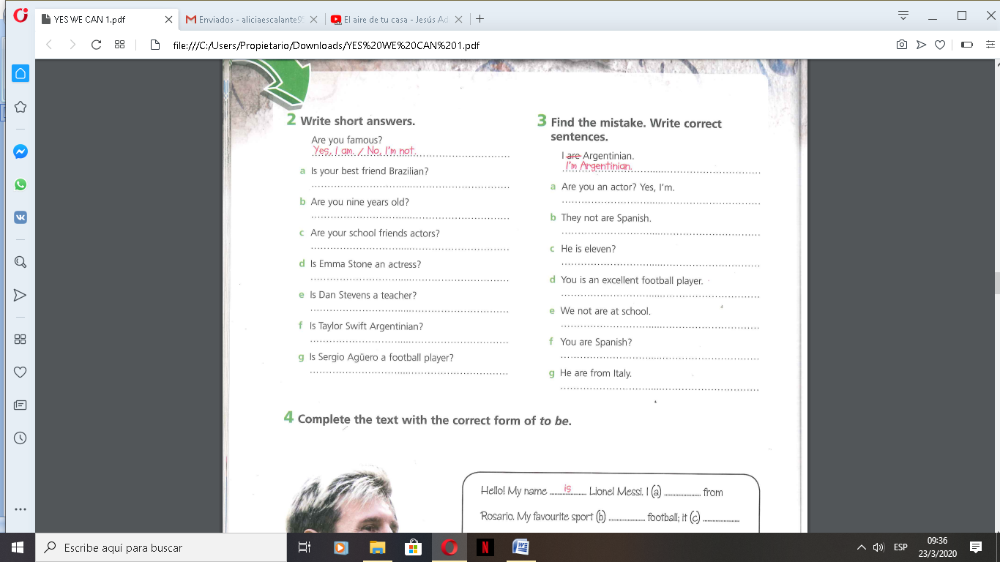 YES WE CAN 1.pdf
Enviados - aliciaescalante9
El aire de tu casa - Jesús Ad
file:///C:/Users/Propietario/Downloads/YES%20WE%20CAN%201.pdf
2 Write short answers.
Are you famous?
Yes, I am. / No, I'm not.
a Is your best friend Brazilian?
b Are you nine years old?
c Are your school friends actors?
d Is Emma Stone an actress?
e Is Dan Stevens a teacher?
f Is Taylor Swift Argentinian?
g Is Sergio Agüero a football player?
3 Find the mistake. Write correct
sentences.
I are Argentinian.
I'm Argentinian.
a Are you an actor? Yes, I'm.
b They not are Spanish.
c He is eleven?
d You is an excellent football player.
e We not are at school.
f You are Spanish?
g He are from Italy.
4 Complete the text with the correct form of to be.
Hello! My name ....is.... Lionel Messi. I (a) .................... from
Rosario. My favourite sport (b) .................... football; it (c) ....................
Escribe aquí para buscar
ESP
09:36
23/3/2020